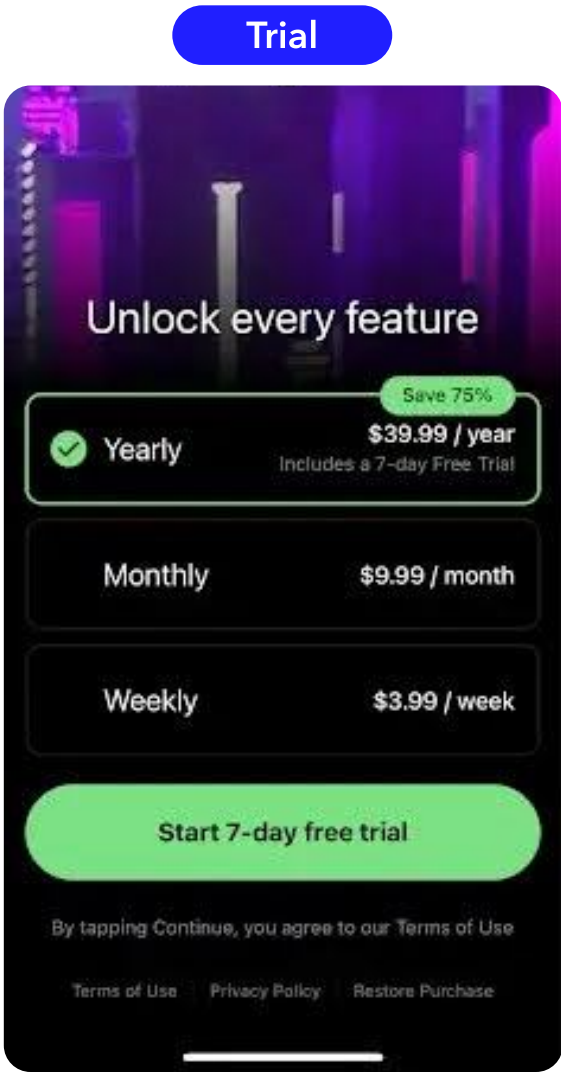 Trial
Unlock every feature
Save 75%
Yearly
$39.99 / year
Includes a 7-day Free Trial
Monthly
$9.99 / month
Weekly
$3.99 / week
Start 7-day free trial
By tapping Continue, you agree to our Terms of Use
Terms of Use Privacy Policy Restore Purchase